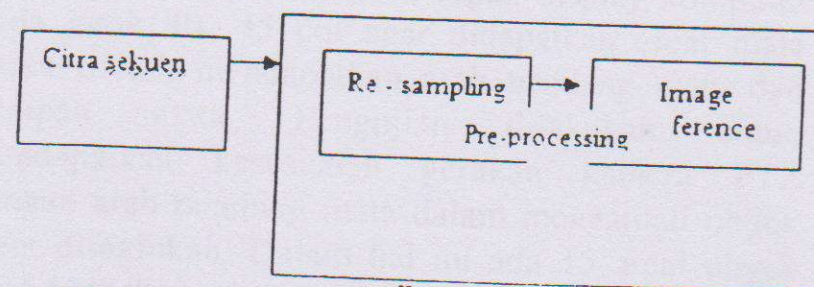 Citra sekuen
Re - sampling
Image
ference
Pre-processing